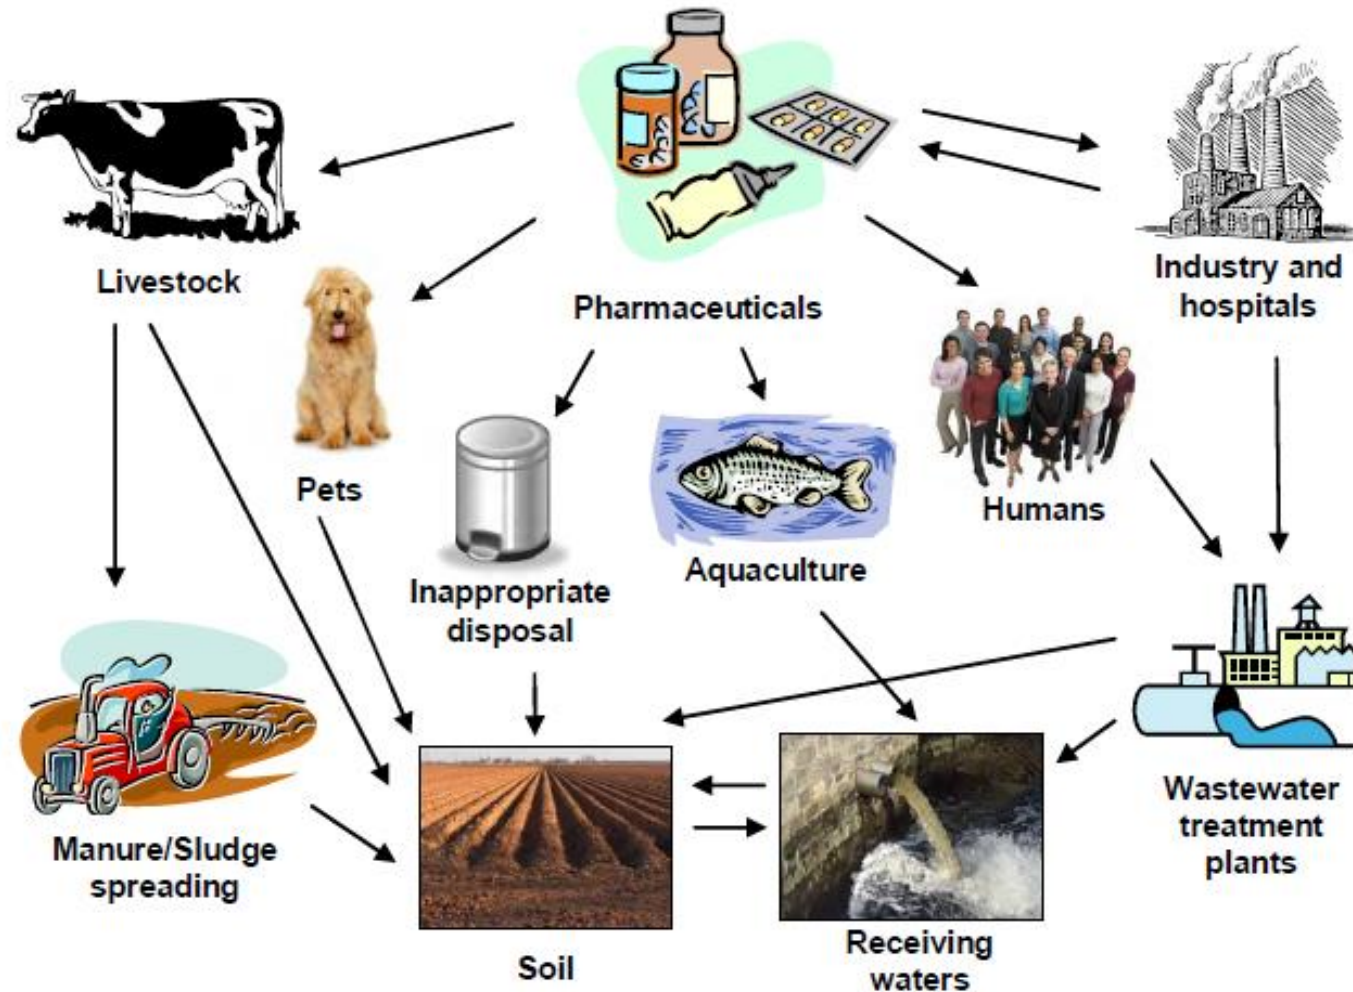 Livestock
Pharmaceuticals
Industry and
hospitals
Pets
Humans
Inappropriate
disposal
Aquaculture
Manure/Sludge
spreading
Wastewater
treatment
plants
Soil
Receiving
waters